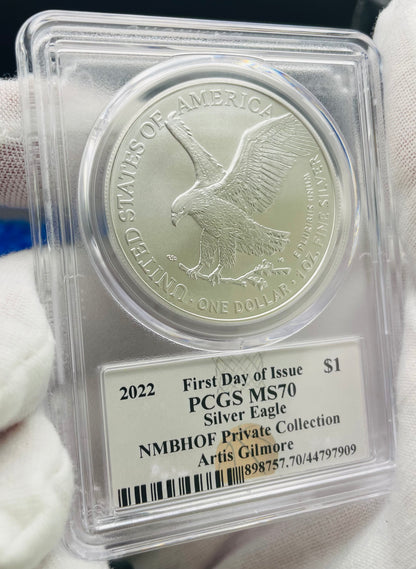 UNITED STATES OF AMERICA
E PLURIBUS UNUM
1 OZ. FINE SILVER · ONE DOLLAR ·
2022 First Day of Issue $1
PCGS MS70
Silver Eagle
NMBHOF Private Collection
Artis Gilmore
898757.70/44797909